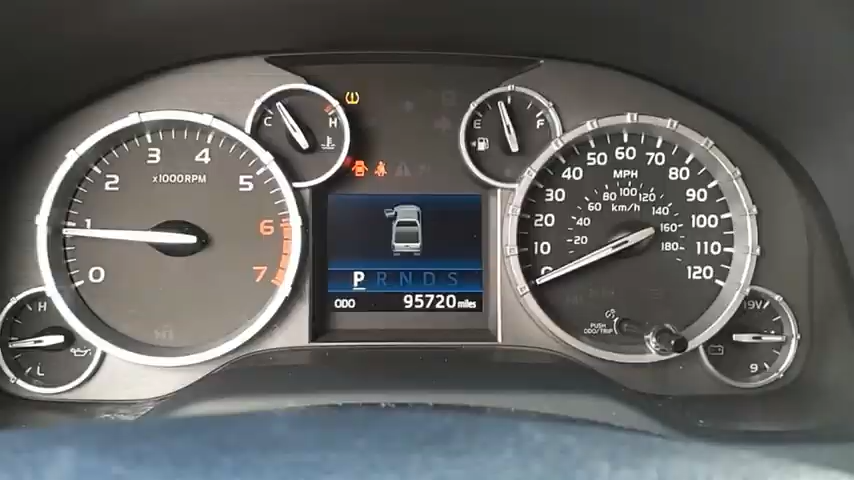 0
1
2
3
4
5
6
7
x1000RPM
C
H
E
F
P R N D S
ODO 95720 miles
0
10
20
30
40
50
60
70
80
90
100
110
120
MPH
20
40
60
80
100
120
140
160
180
km/h
PUSH
ODO/TRIP
H
L
19V
9